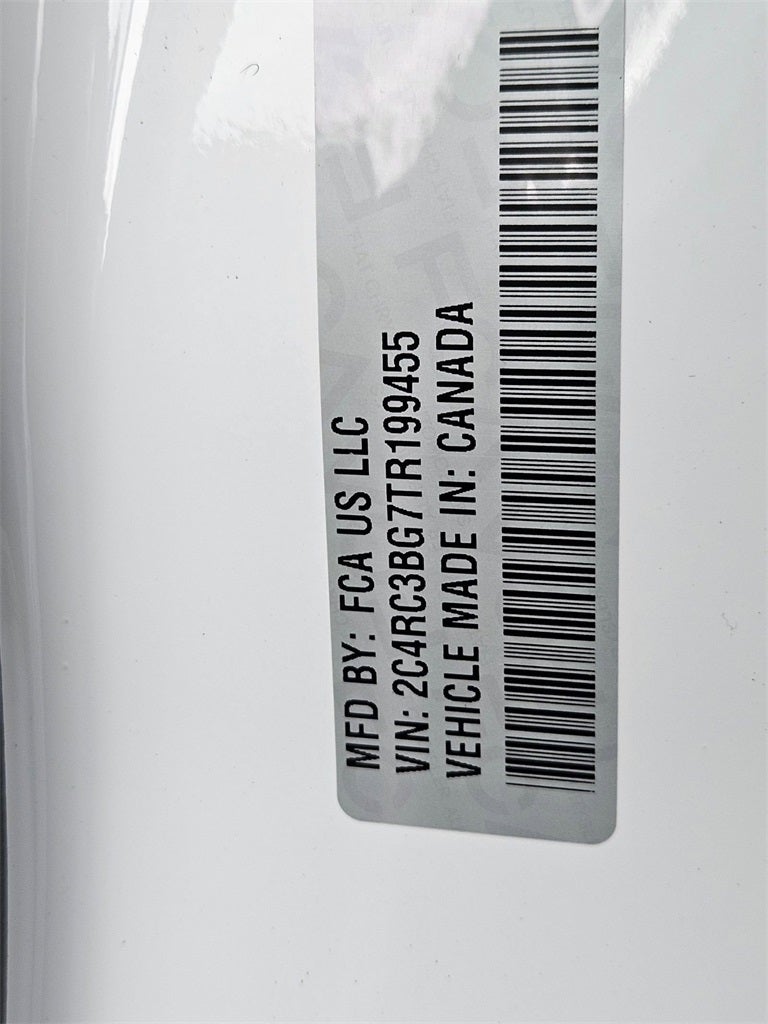 MFD BY: FCA US LLC
VIN: 2C4RC3BG7TR199455
VEHICLE MADE IN: CANADA